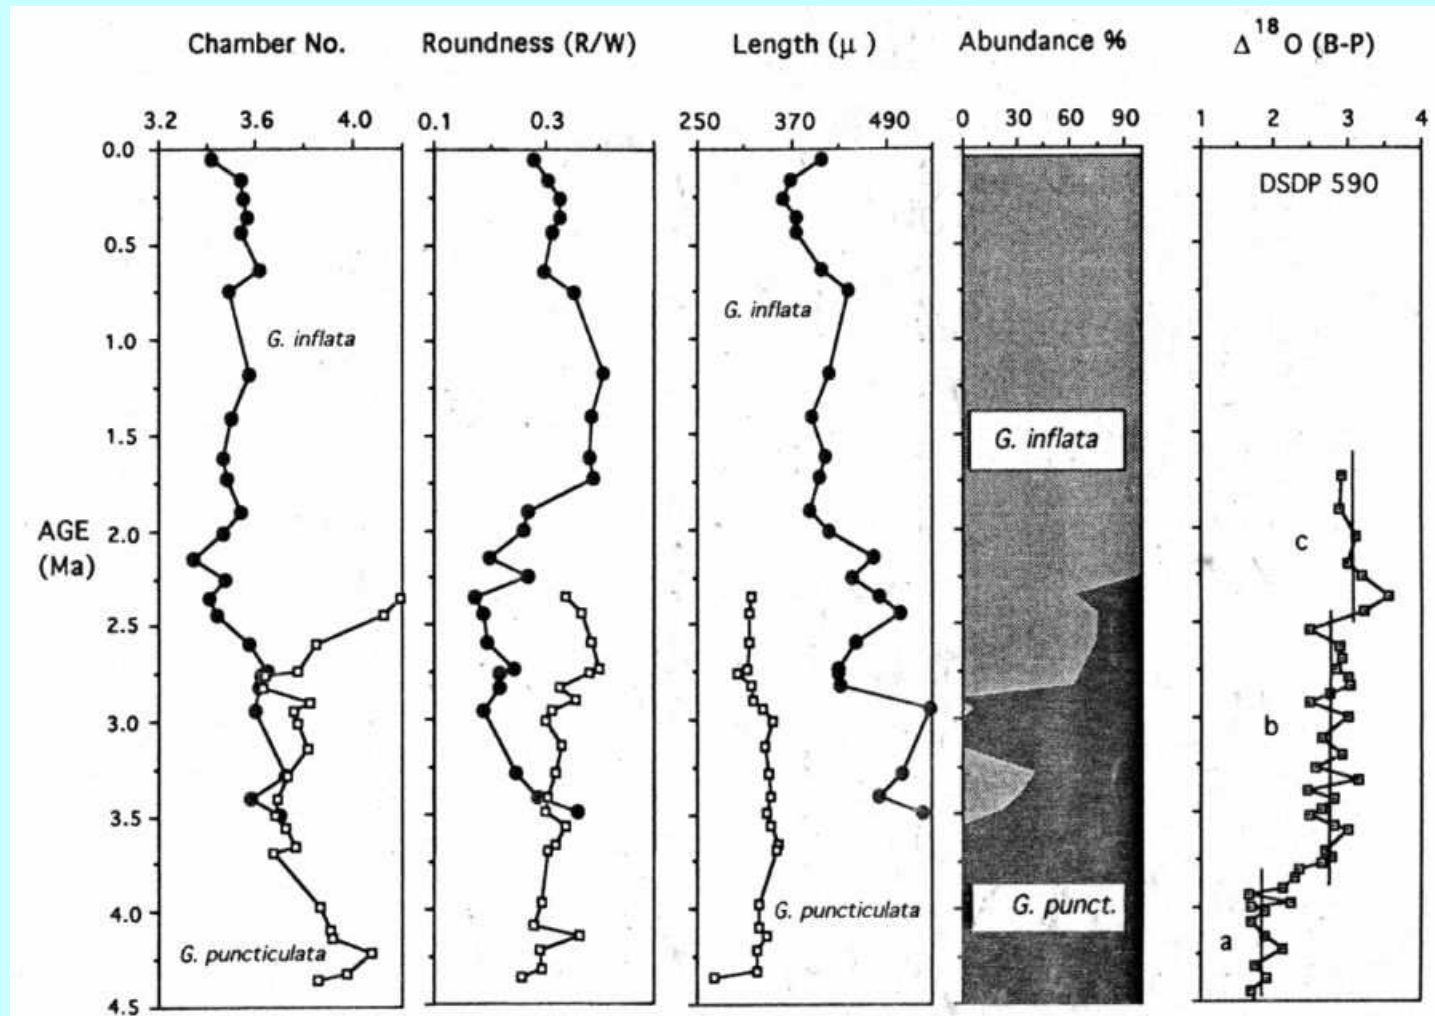 Chamber No.
Roundness (R/W)
Length (μ )
Abundance %
Δ¹⁸O (B-P)
3.2 3.6 4.0
0.1 0.3
250 370 490
0 30 60 90
1 2 3 4
AGE
(Ma)
0.0
0.5
1.0
1.5
2.0
2.5
3.0
3.5
4.0
4.5
G. inflata
G. puncticulata
G. inflata
G. puncticulata
G. inflata
G. punct.
DSDP 590
c
b
a